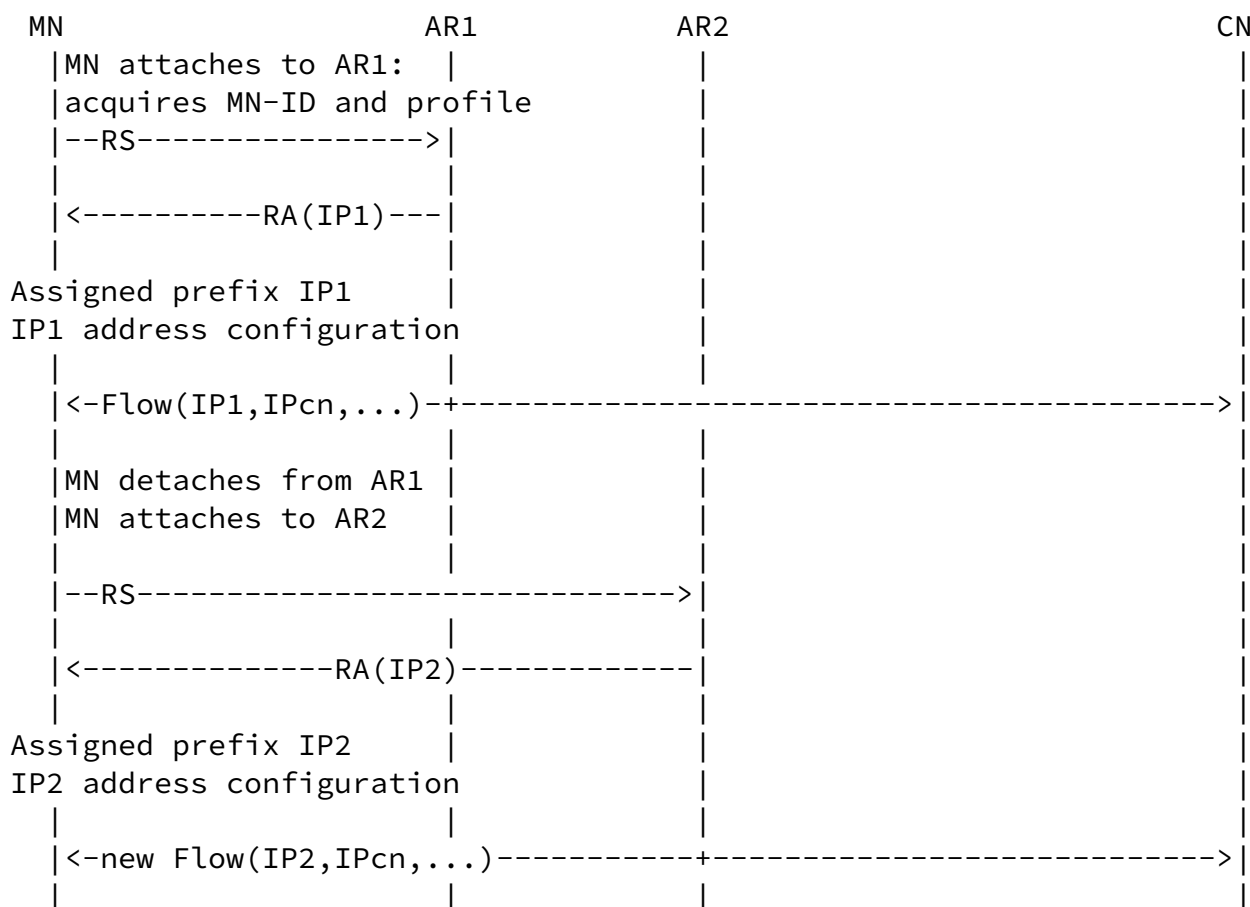 MN AR1 AR2 CN
|MN attaches to AR1: | | |
|acquires MN-ID and profile | |
|--RS---------------->| | |
| | | |
|<----------RA(IP1)---| | |
| | | |
Assigned prefix IP1 | | |
IP1 address configuration | |
| | | |
|<-Flow(IP1,IPcn,...)-+------------------------------------------>|
| | | |
|MN detaches from AR1 | | |
|MN attaches to AR2 | | |
| | | |
|--RS------------------------------>| |
| | | |
|<--------------RA(IP2)-------------| |
| | | |
Assigned prefix IP2 | | |
IP2 address configuration | |
| | | |
|<-new Flow(IP2,IPcn,...)-----------+---------------------------->|
| | | |